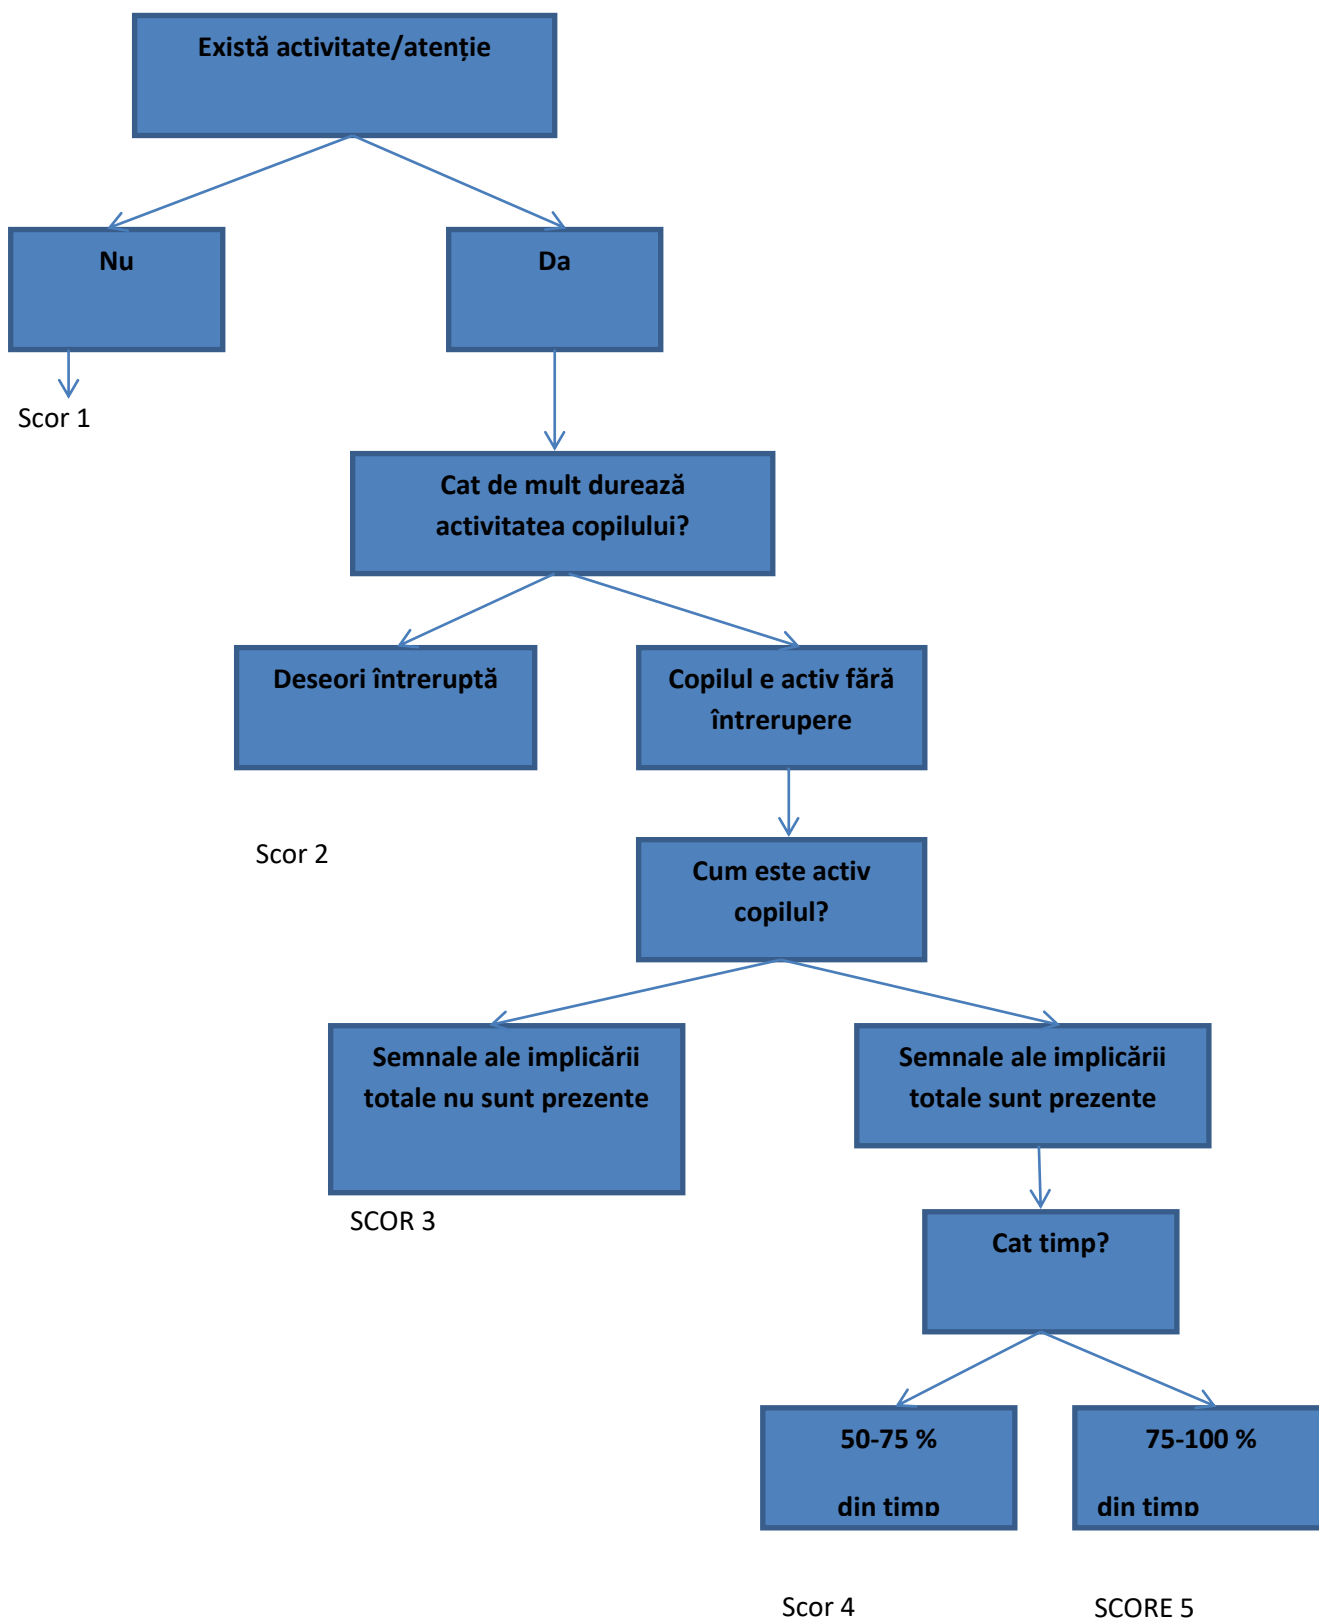 Există activitate/atenție
Nu
Da
Scor 1
Cat de mult durează
activitatea copilului?
Deseori întreruptă
Copilul e activ fără
întrerupere
Scor 2
Cum este activ
copilul?
Semnale ale implicării
totale nu sunt prezente
Semnale ale implicării
totale sunt prezente
SCOR 3
Cat timp?
50-75 %
din timp
75-100 %
din timp
Scor 4
SCORE 5